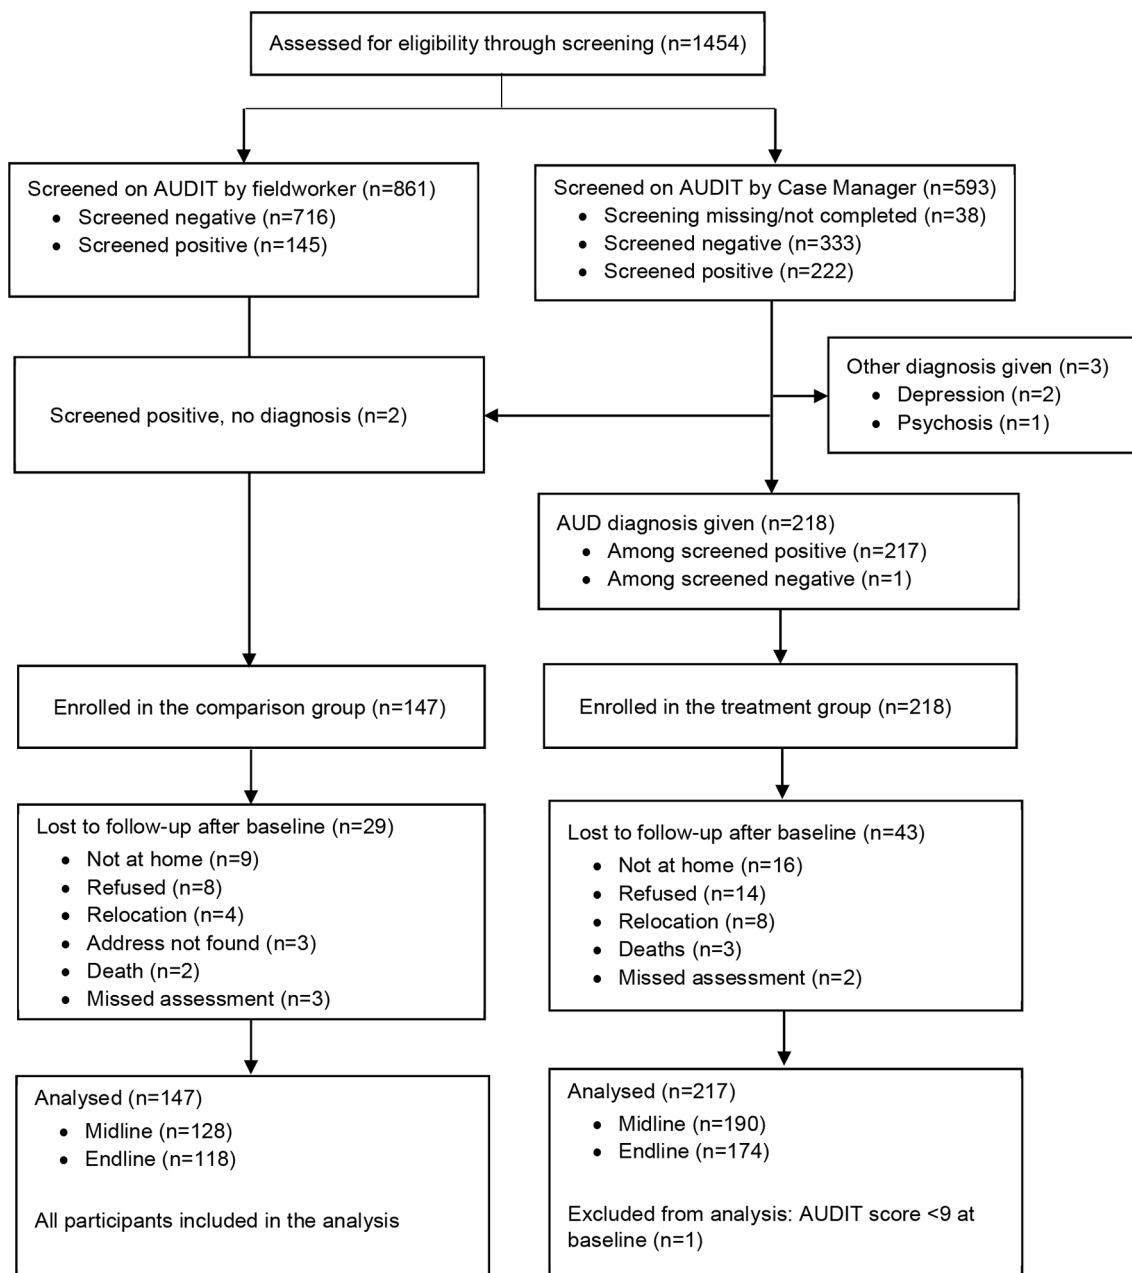 Assessed for eligibility through screening (n=1454)
Screened on AUDIT by fieldworker (n=861)
• Screened negative (n=716)
• Screened positive (n=145)
Screened on AUDIT by Case Manager (n=593)
• Screening missing/not completed (n=38)
• Screened negative (n=333)
• Screened positive (n=222)
Screened positive, no diagnosis (n=2)
Other diagnosis given (n=3)
• Depression (n=2)
• Psychosis (n=1)
AUD diagnosis given (n=218)
• Among screened positive (n=217)
• Among screened negative (n=1)
Enrolled in the comparison group (n=147)
Enrolled in the treatment group (n=218)
Lost to follow-up after baseline (n=29)
• Not at home (n=9)
• Refused (n=8)
• Relocation (n=4)
• Address not found (n=3)
• Death (n=2)
• Missed assessment (n=3)
Lost to follow-up after baseline (n=43)
• Not at home (n=16)
• Refused (n=14)
• Relocation (n=8)
• Deaths (n=3)
• Missed assessment (n=2)
Analysed (n=147)
• Midline (n=128)
• Endline (n=118)
All participants included in the analysis
Analysed (n=217)
• Midline (n=190)
• Endline (n=174)
Excluded from analysis: AUDIT score <9 at
baseline (n=1)